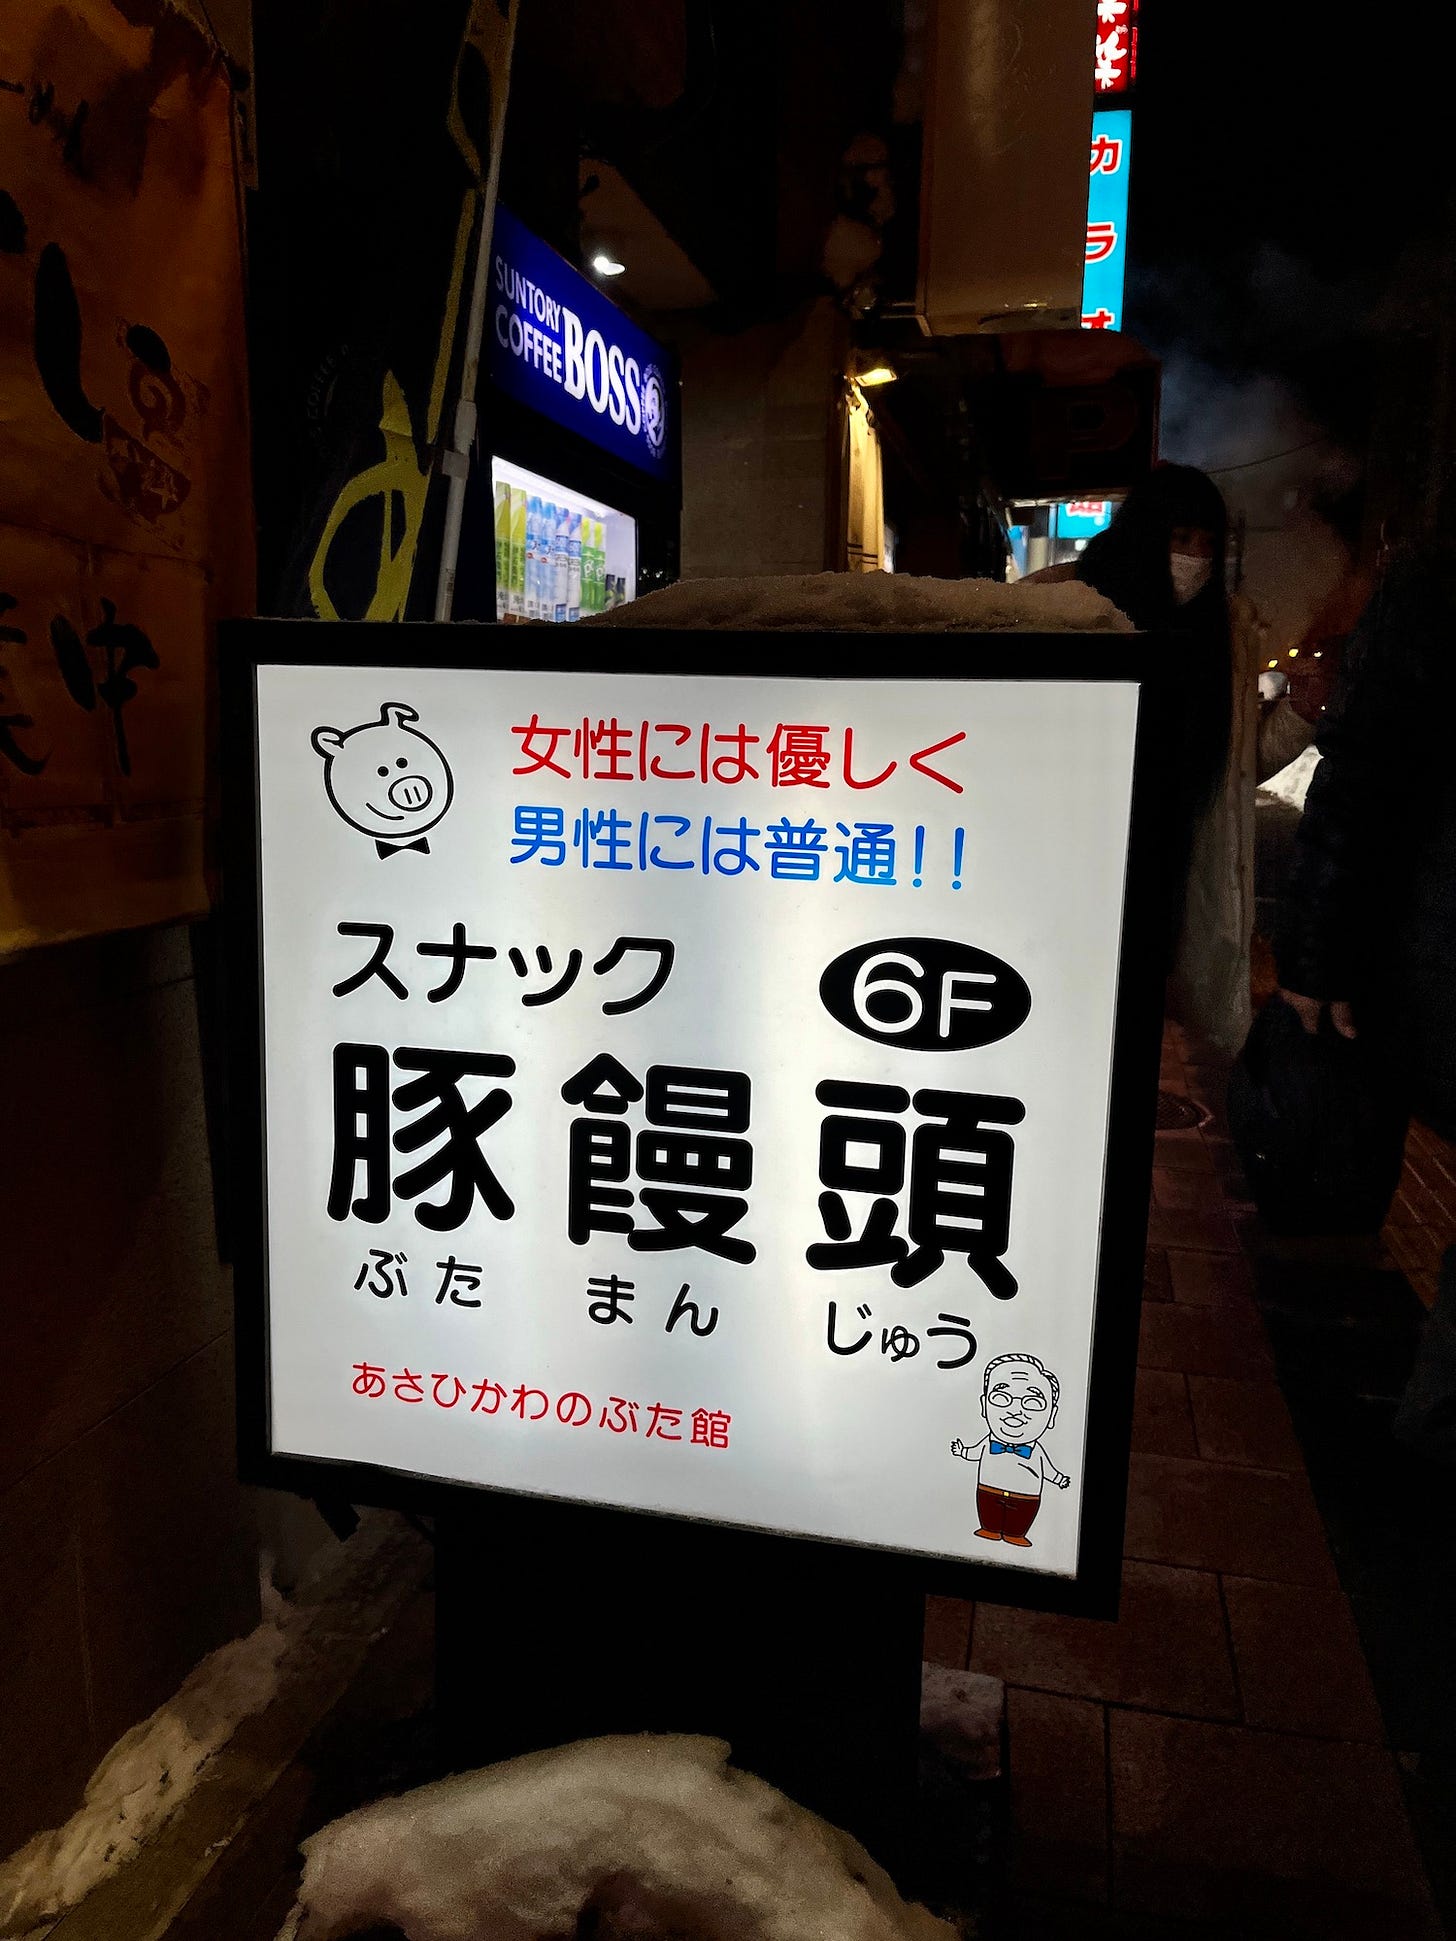 カラオ
SUNTORY
COFFEE BOSS
女性には優しく
男性には普通!!
スナック
6F
豚饅頭
ぶた まん じゅう
あさひかわのぶた館